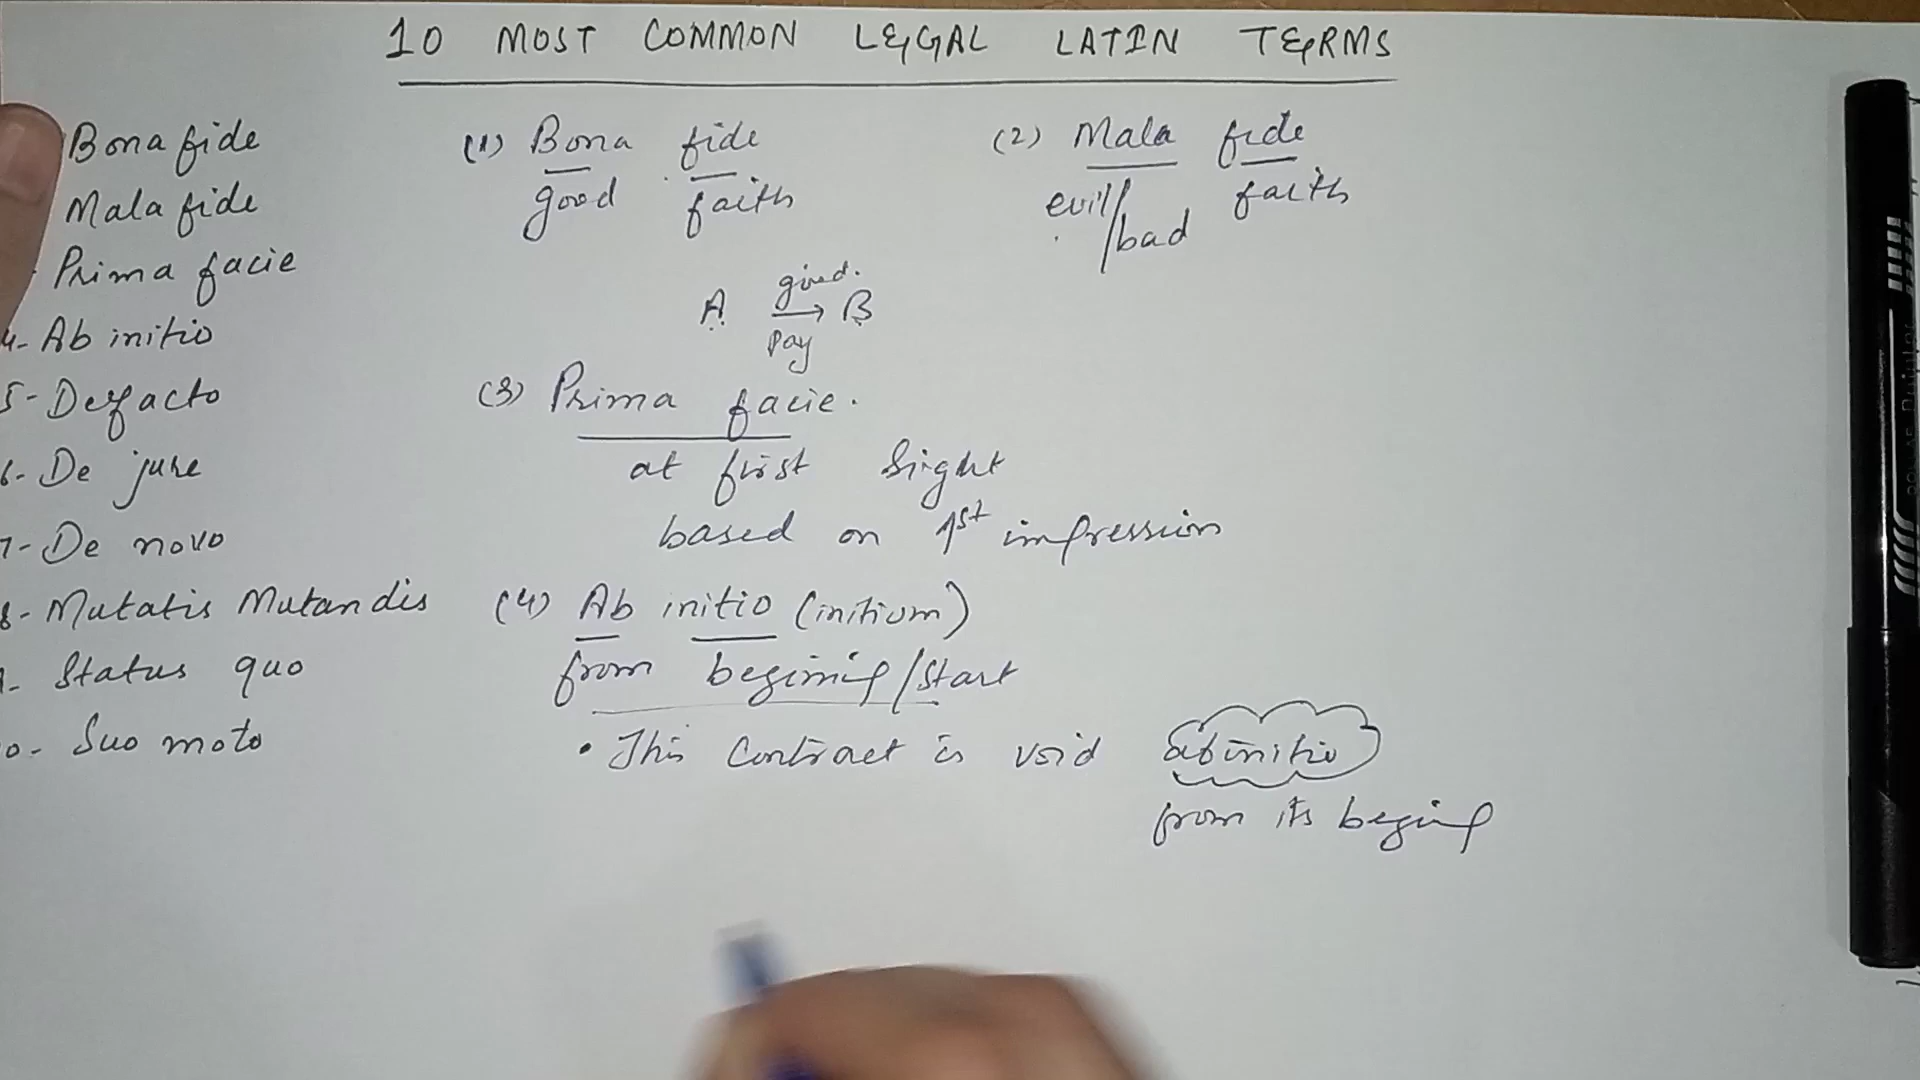 10 MOST COMMON LEGAL LATIN TERMS
Bona fide
Mala fide
Prima facie
4- Ab initio
5- Defacto
6- De jure
7- De novo
8- Mutatis Mutandis
9- Status quo
10- Suo moto
(1) Bona fide
good faith
(2) Mala fide
evil/
/bad faith
A → B
Pay
(3) Prima facie.
at first Sight
based on 1st impression
(4) Ab initio (initium)
from begining/Start
• This Contract is void abinitio
from its begining